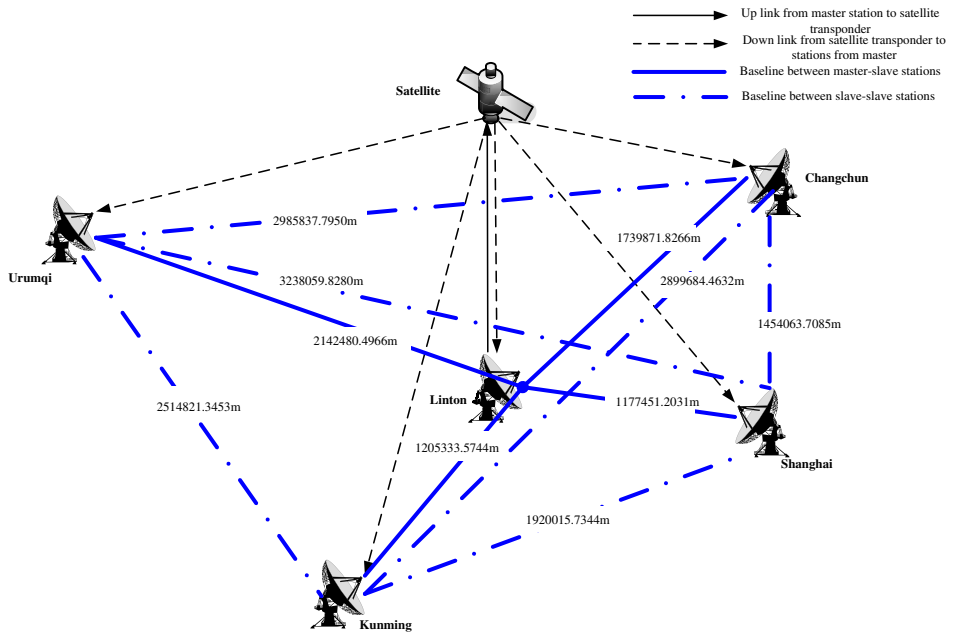 Up link from master station to satellite
transponder
Down link from satellite transponder to
stations from master
Baseline between master-slave stations
Baseline between slave-slave stations
Satellite
Changchun
2985837.7950m
1739871.8266m
Urumqi
3238059.8280m
2899684.4632m
2142480.4966m
1454063.7085m
Linton
1177451.2031m
2514821.3453m
1205333.5744m
Shanghai
1920015.7344m
Kunming